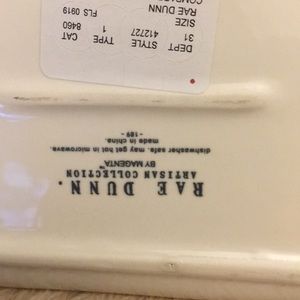 RAE DUNN.
ARTISAN COLLECTION
BY MAGENTA™
dishwasher safe. may get hot in microwave.
made in china.
-189-
DEPT STYLE TYPE CAT
31 412727 1 8460
SIZE FLS 0919
RAE DUNN